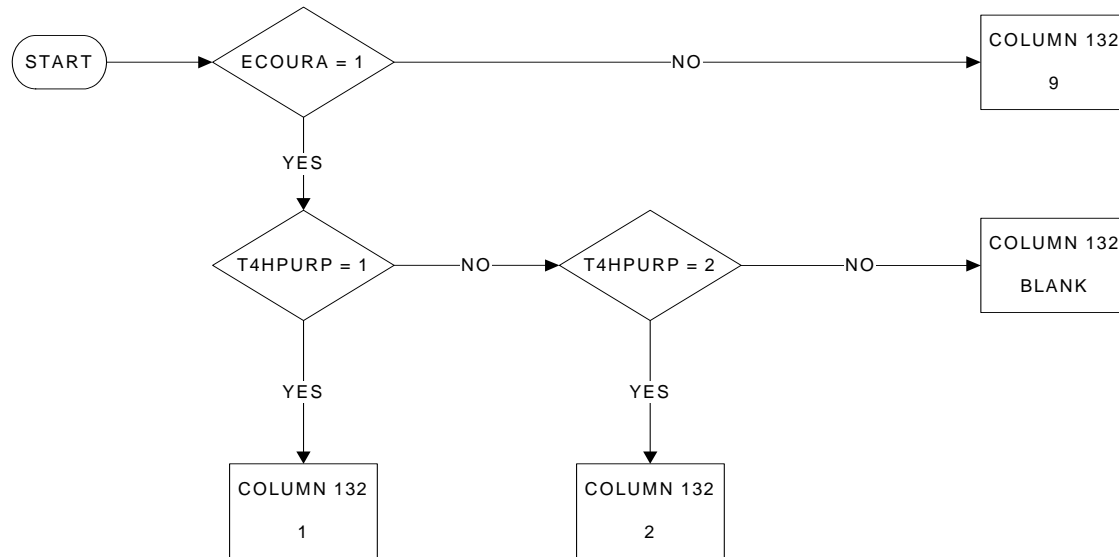 START
ECOURA = 1
NO
COLUMN 132
9
YES
T4HPURP = 1
NO
T4HPURP = 2
NO
COLUMN 132
BLANK
YES
YES
COLUMN 132
1
COLUMN 132
2